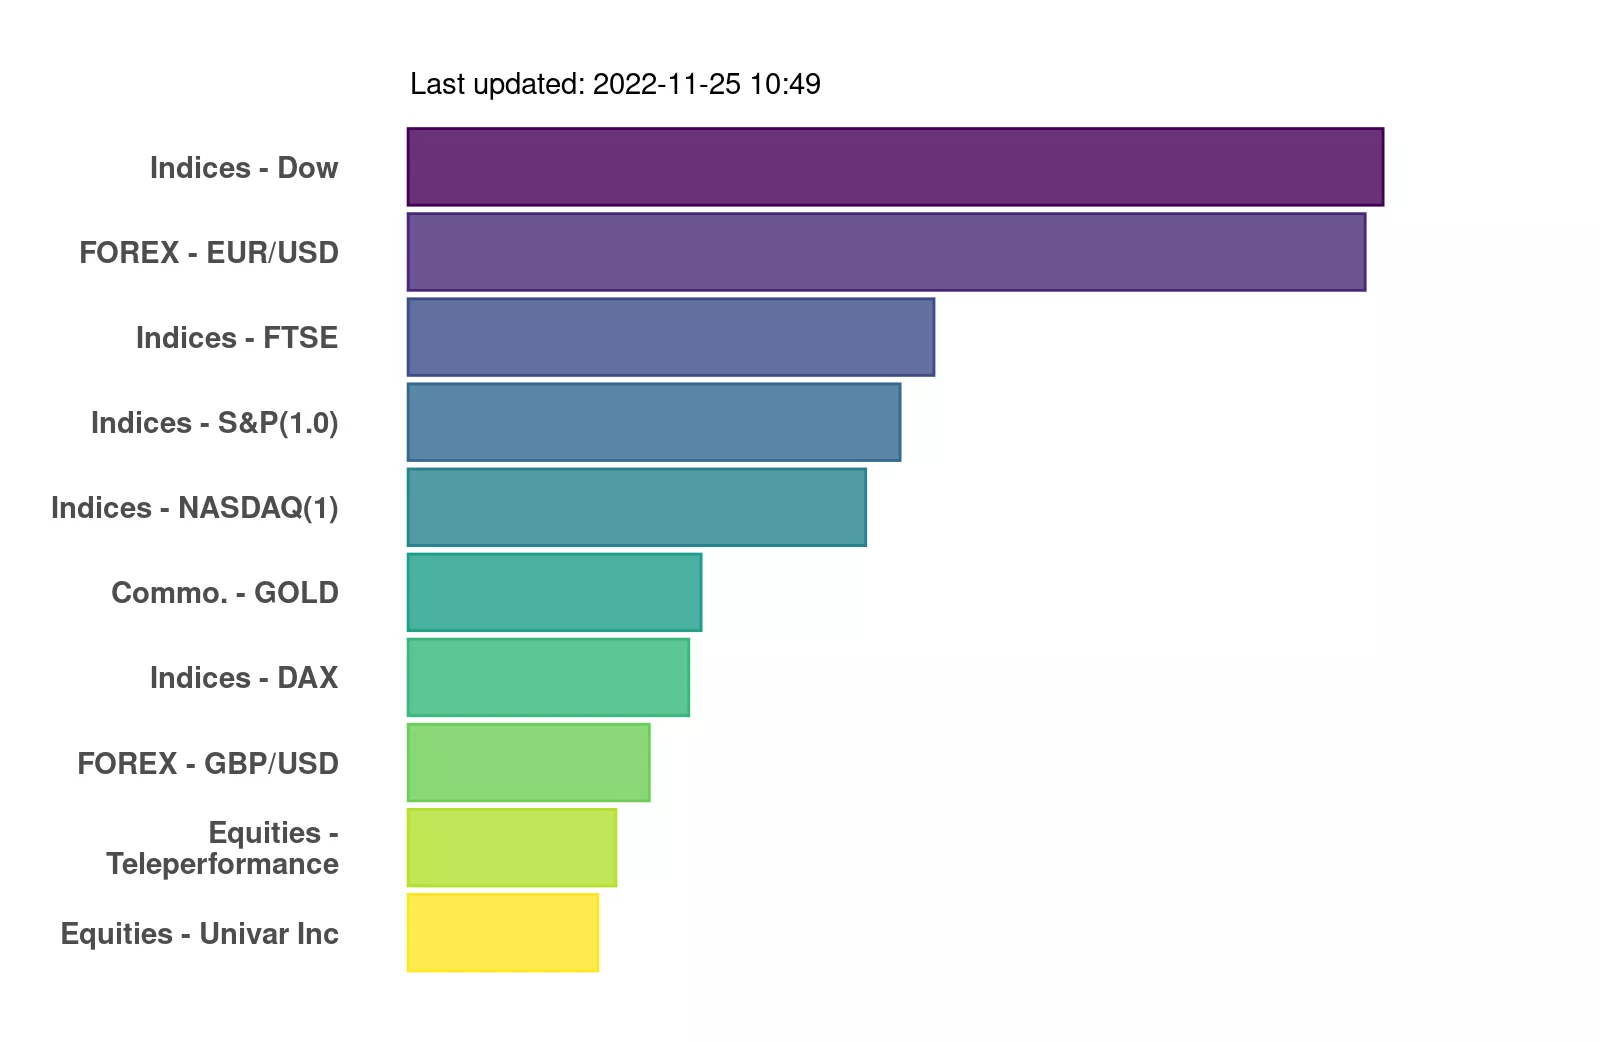 Last updated: 2022-11-25 10:49
Indices - Dow
FOREX - EUR/USD
Indices - FTSE
Indices - S&P(1.0)
Indices - NASDAQ(1)
Commo. - GOLD
Indices - DAX
FOREX - GBP/USD
Equities -
Teleperformance
Equities - Univar Inc